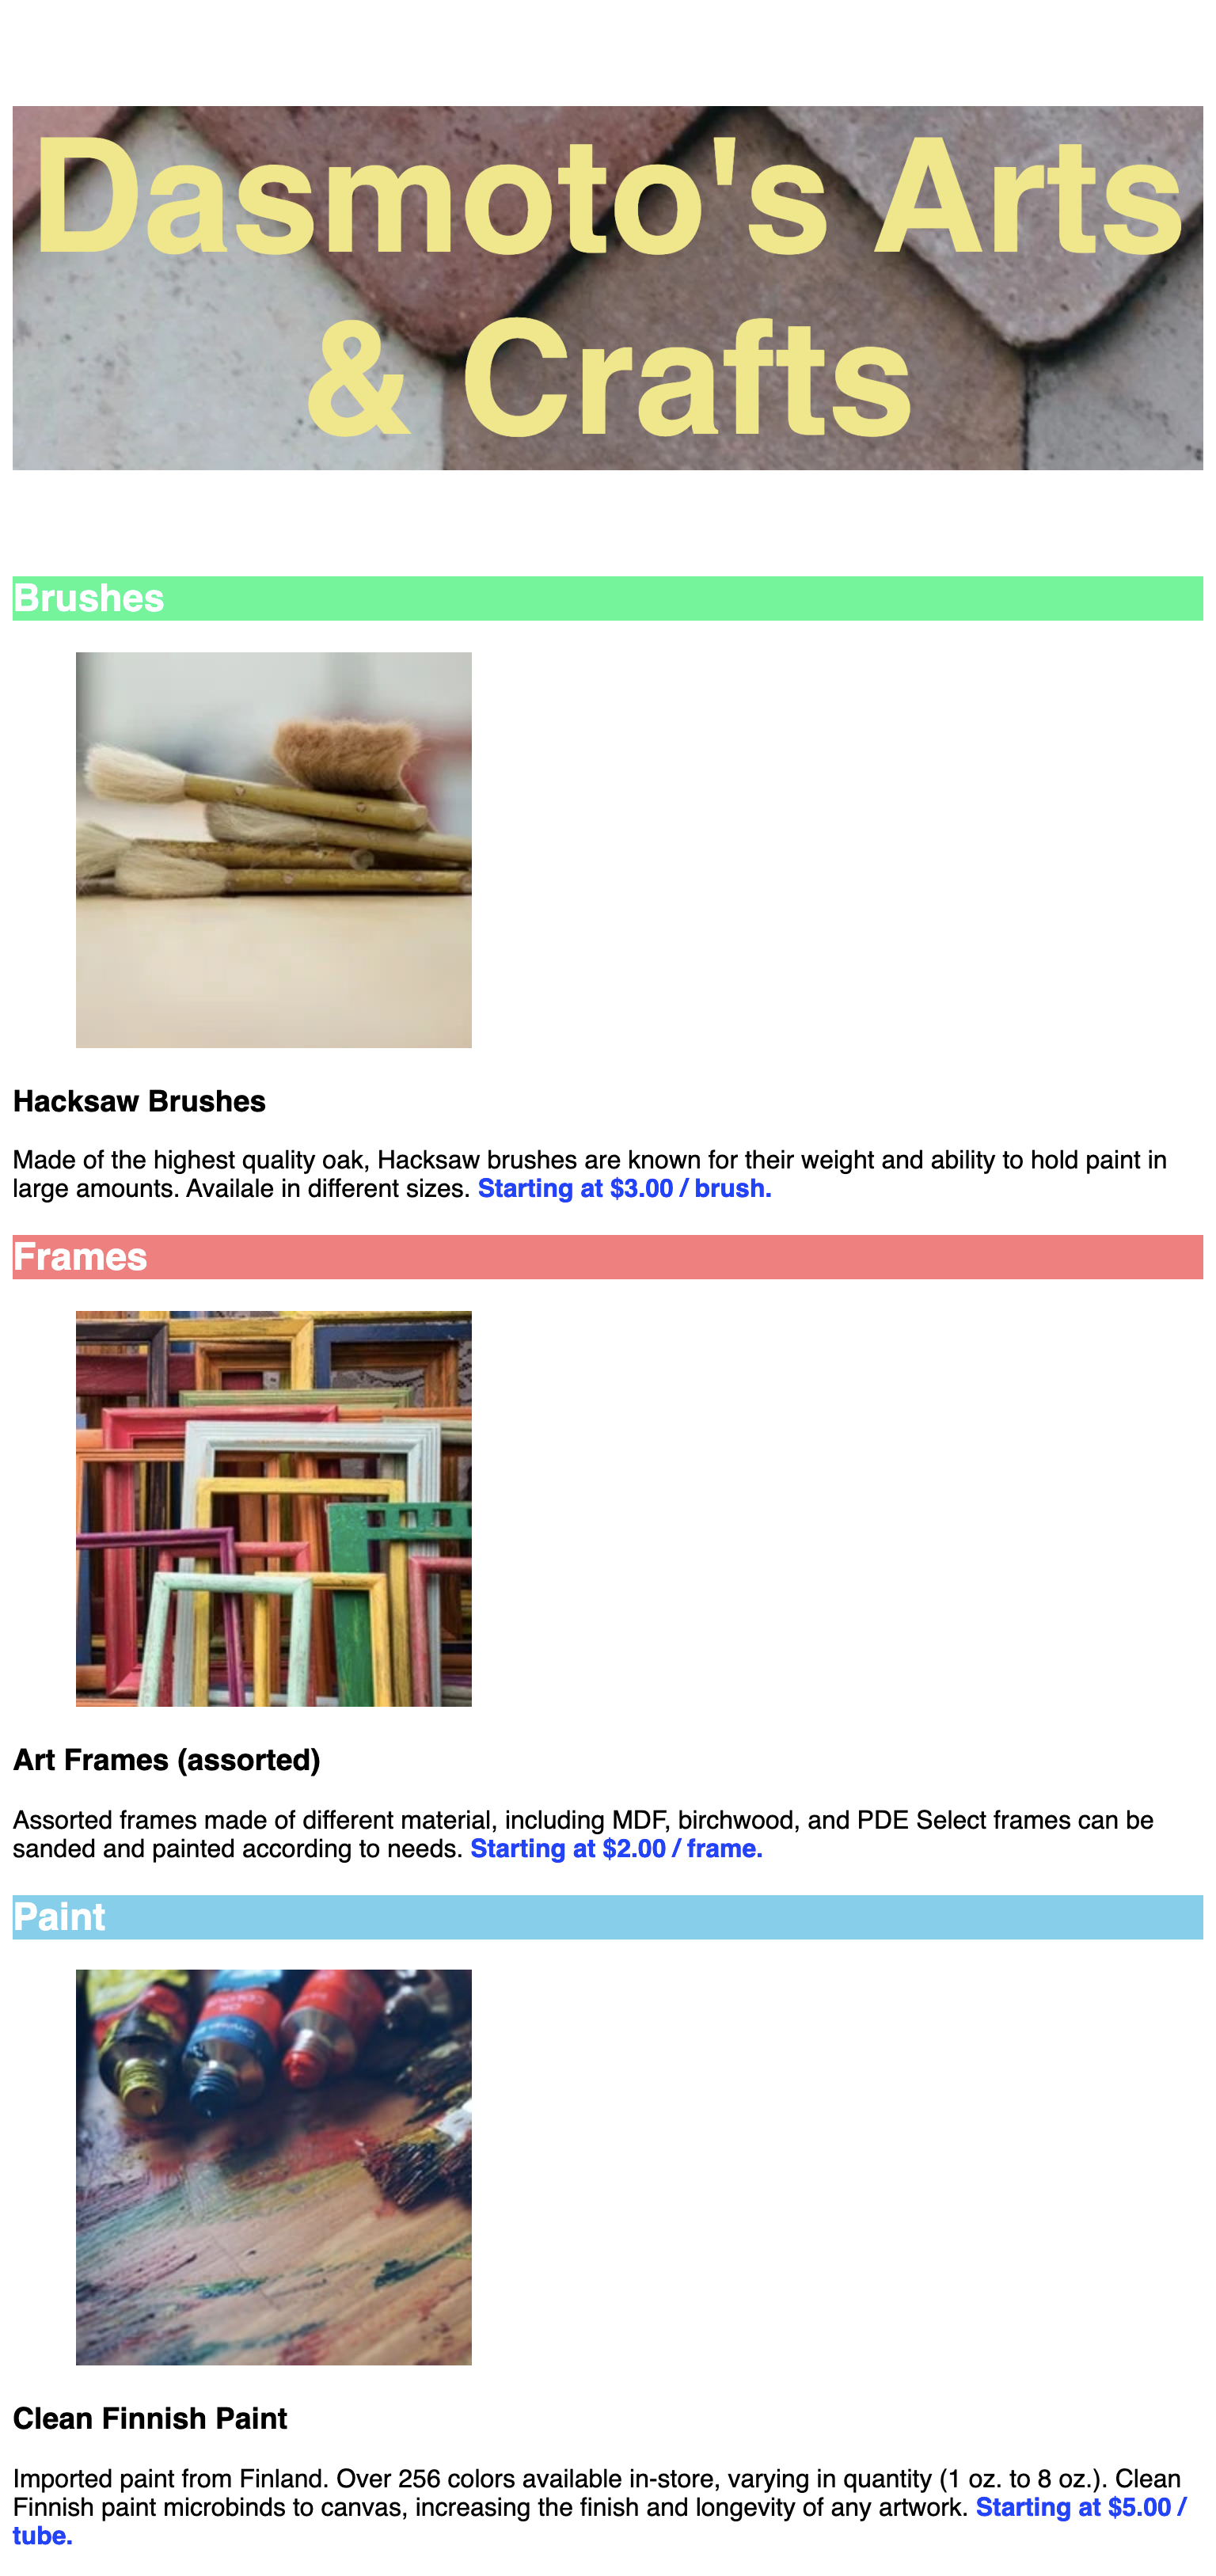 Dasmoto's Arts
& Crafts
Brushes
Hacksaw Brushes
Made of the highest quality oak, Hacksaw brushes are known for their weight and ability to hold paint in
large amounts. Availale in different sizes. Starting at $3.00 / brush.
Frames
Art Frames (assorted)
Assorted frames made of different material, including MDF, birchwood, and PDE Select frames can be
sanded and painted according to needs. Starting at $2.00 / frame.
Paint
Clean Finnish Paint
Imported paint from Finland. Over 256 colors available in-store, varying in quantity (1 oz. to 8 oz.). Clean
Finnish paint microbinds to canvas, increasing the finish and longevity of any artwork. Starting at $5.00 /
tube.